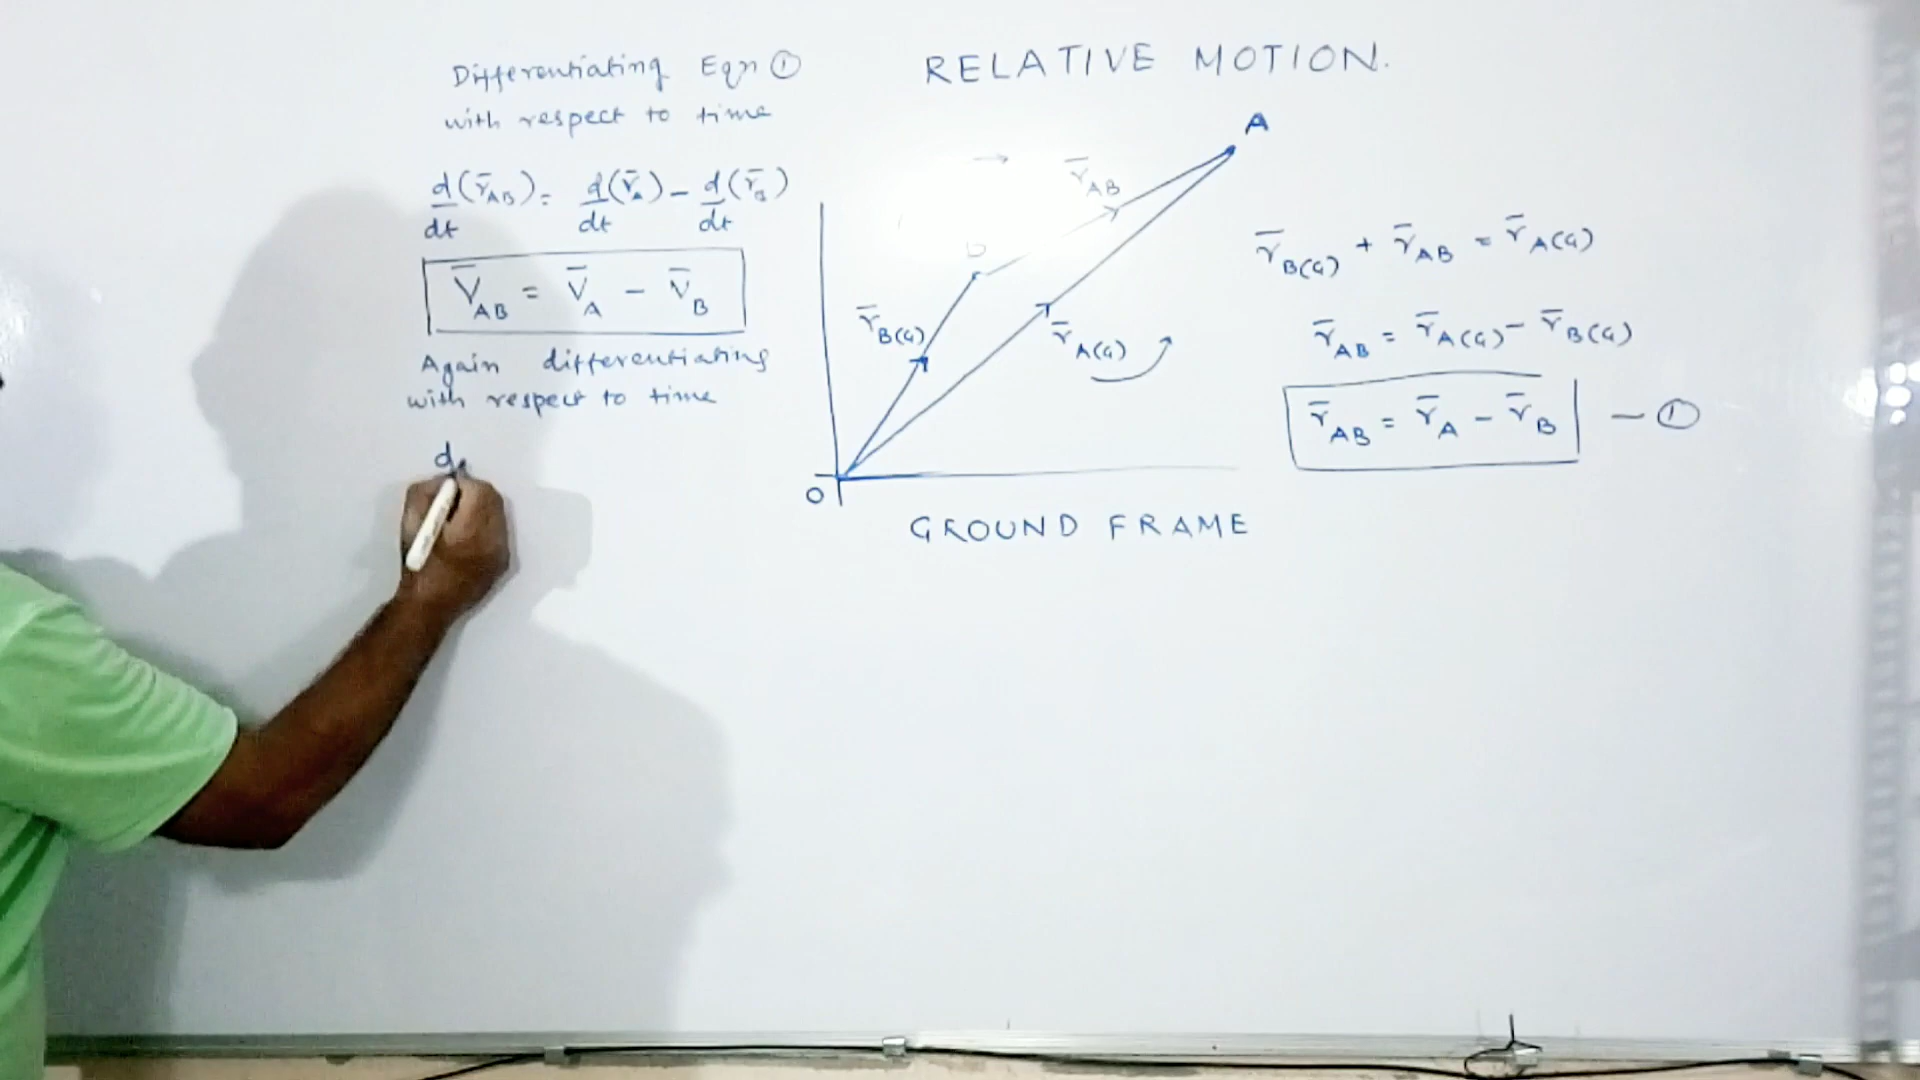 RELATIVE MOTION.
Differentiating Eqn ①
with respect to time
d/dt (r̄AB) = d/dt (r̄A) - d/dt (r̄B)
V̄AB = V̄A - V̄B
Again differentiating
with respect to time
d
A
r̄AB
r̄B(G)
r̄A(G)
O
GROUND FRAME
r̄B(G) + r̄AB = r̄A(G)
r̄AB = r̄A(G) - r̄B(G)
r̄AB = r̄A - r̄B - ①